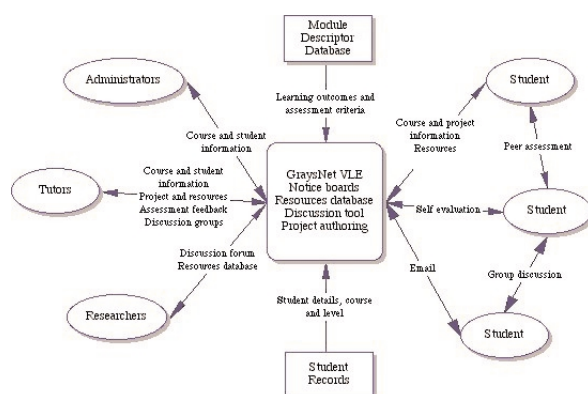 Module
Descriptor
Database
Administrators
Student
Learning outcomes and
assessment criteria
Course and student
information
Course and project
information
Resources
Peer assessment
GraysNet VLE
Notice boards
Resources database
Discussion tool
Project authoring
Tutors
Course and student
information
Project and resources
Assessment feedback
Discussion groups
Self evaluation
Student
Discussion forum
Resources database
Email
Group discussion
Researchers
Student details, course
and level
Student
Student
Records